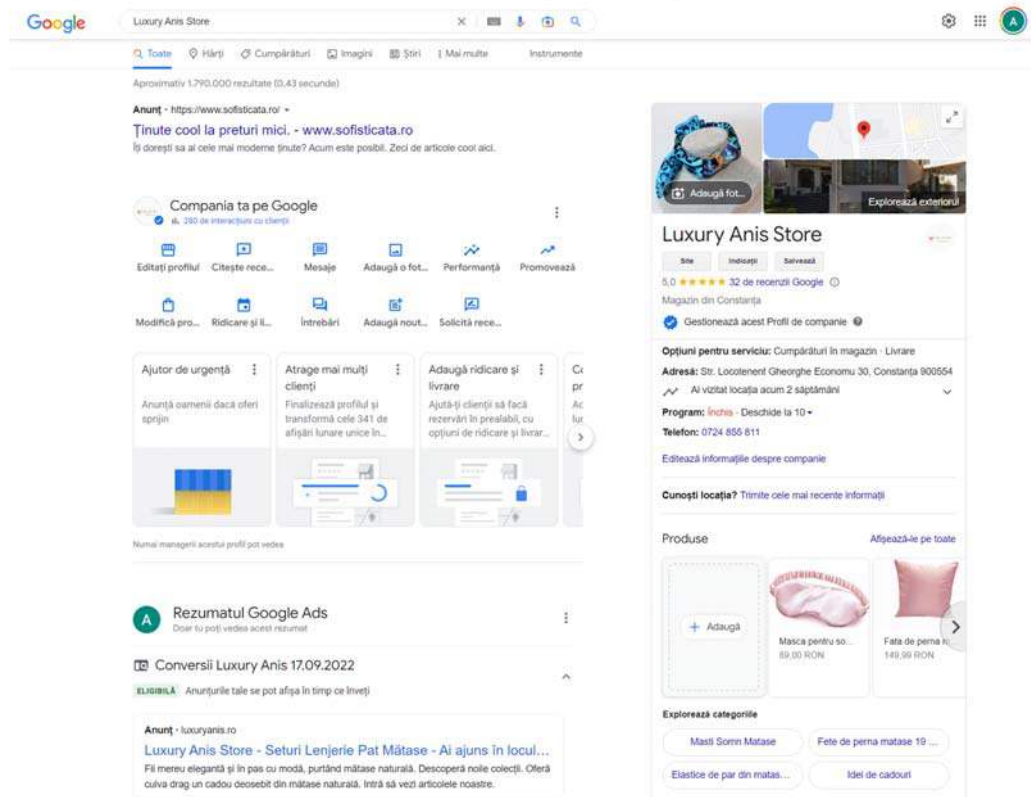 Google
Luxury Anis Store
Toate Hărți Cumpărături Imagini Știri Mai multe Instrumente
Aproximativ 1.790.000 rezultate (0,43 secunde)
Anunț · https://www.sofisticata.ro/
Ținute cool la preturi mici. - www.sofisticata.ro
Îți dorești sa ai cele mai moderne ținute? Acum este posibil. Zeci de articole cool aici.
Compania ta pe Google
280 de interacțiuni cu clienții
Editați profilul Citește rece... Mesaje Adaugă o fot... Performanță Promovează
Modifică pro... Ridicare și li... Întrebări Adaugă nout... Solicită rece...
Ajutor de urgență
Anunță oamenii dacă oferi
sprijin
Atrage mai mulți
clienți
Finalizează profilul și
transformă cele 341 de
afișări lunare unice în...
Adaugă ridicare și
livrare
Ajută-ți clienții să facă
rezervări în prealabil, cu
opțiuni de ridicare și livrar...
Numai managerii acestui profil pot vedea
A
Rezumatul Google Ads
Doar tu poți vedea acest rezumat
Conversii Luxury Anis 17.09.2022
ELIGIBILĂ Anunțurile tale se pot afișa în timp ce înveți
Anunț · luxuryanis.ro
Luxury Anis Store - Seturi Lenjerie Pat Mătase - Ai ajuns în locul...
Fii mereu elegantă și în pas cu modă, purtând mătase naturală. Descoperă noile colecții. Oferă
cuiva drag un cadou deosebit din mătase naturală. Intră să vezi articolele noastre.
A
Adaugă fot...
Explorează exteriorul
Luxury Anis Store
Site Indicații Salvează
5,0 32 de recenzii Google
Magazin din Constanța
Gestionează acest Profil de companie
Opțiuni pentru serviciu: Cumpărături în magazin · Livrare
Adresă: Str. Locotenent Gheorghe Economu 30, Constanța 900554
Ai vizitat locația acum 2 săptămâni
Program: Închis · Deschide la 10
Telefon: 0724 855 811
Editează informațiile despre companie
Cunoști locația? Trimite cele mai recente informații
Produse Afișează-le pe toate
Adaugă
Masca pentru so...
89,00 RON
Fata de perna
149,99 RON
Explorează categoriile
Masti Somn Matase Fete de perna matase 19 ...
Elastice de par din matas... Idei de cadouri